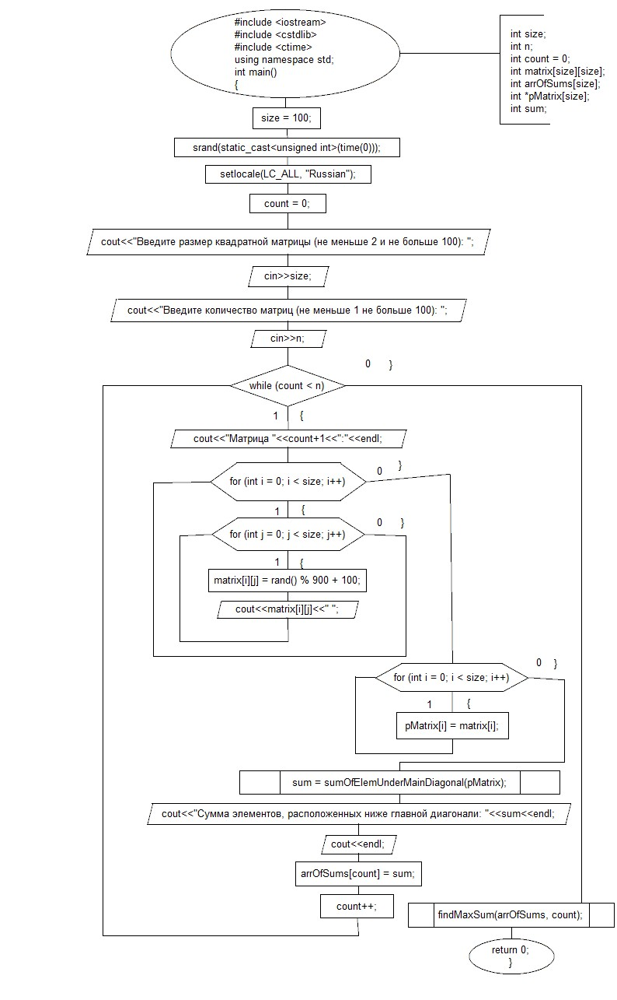 #include <iostream>
#include <cstdlib>
#include <ctime>
using namespace std;
int main()
{
int size;
int n;
int count = 0;
int matrix[size][size];
int arrOfSums[size];
int *pMatrix[size];
int sum;
size = 100;
srand(static_cast<unsigned int>(time(0)));
setlocale(LC_ALL, "Russian");
count = 0;
cout<<"Введите размер квадратной матрицы (не меньше 2 и не больше 100): ";
cin>>size;
cout<<"Введите количество матриц (не меньше 1 не больше 100): ";
cin>>n;
0 }
while (count < n)
1 {
cout<<"Матрица "<<count+1<<":"<<endl;
0 }
for (int i = 0; i < size; i++)
1 {
0 }
for (int j = 0; j < size; j++)
1 {
matrix[i][j] = rand() % 900 + 100;
cout<<matrix[i][j]<<" ";
0 }
for (int i = 0; i < size; i++)
1 {
pMatrix[i] = matrix[i];
sum = sumOfElemUnderMainDiagonal(pMatrix);
cout<<"Сумма элементов, расположенных ниже главной диагонали: "<<sum<<endl;
cout<<endl;
arrOfSums[count] = sum;
count++;
findMaxSum(arrOfSums, count);
return 0;
}